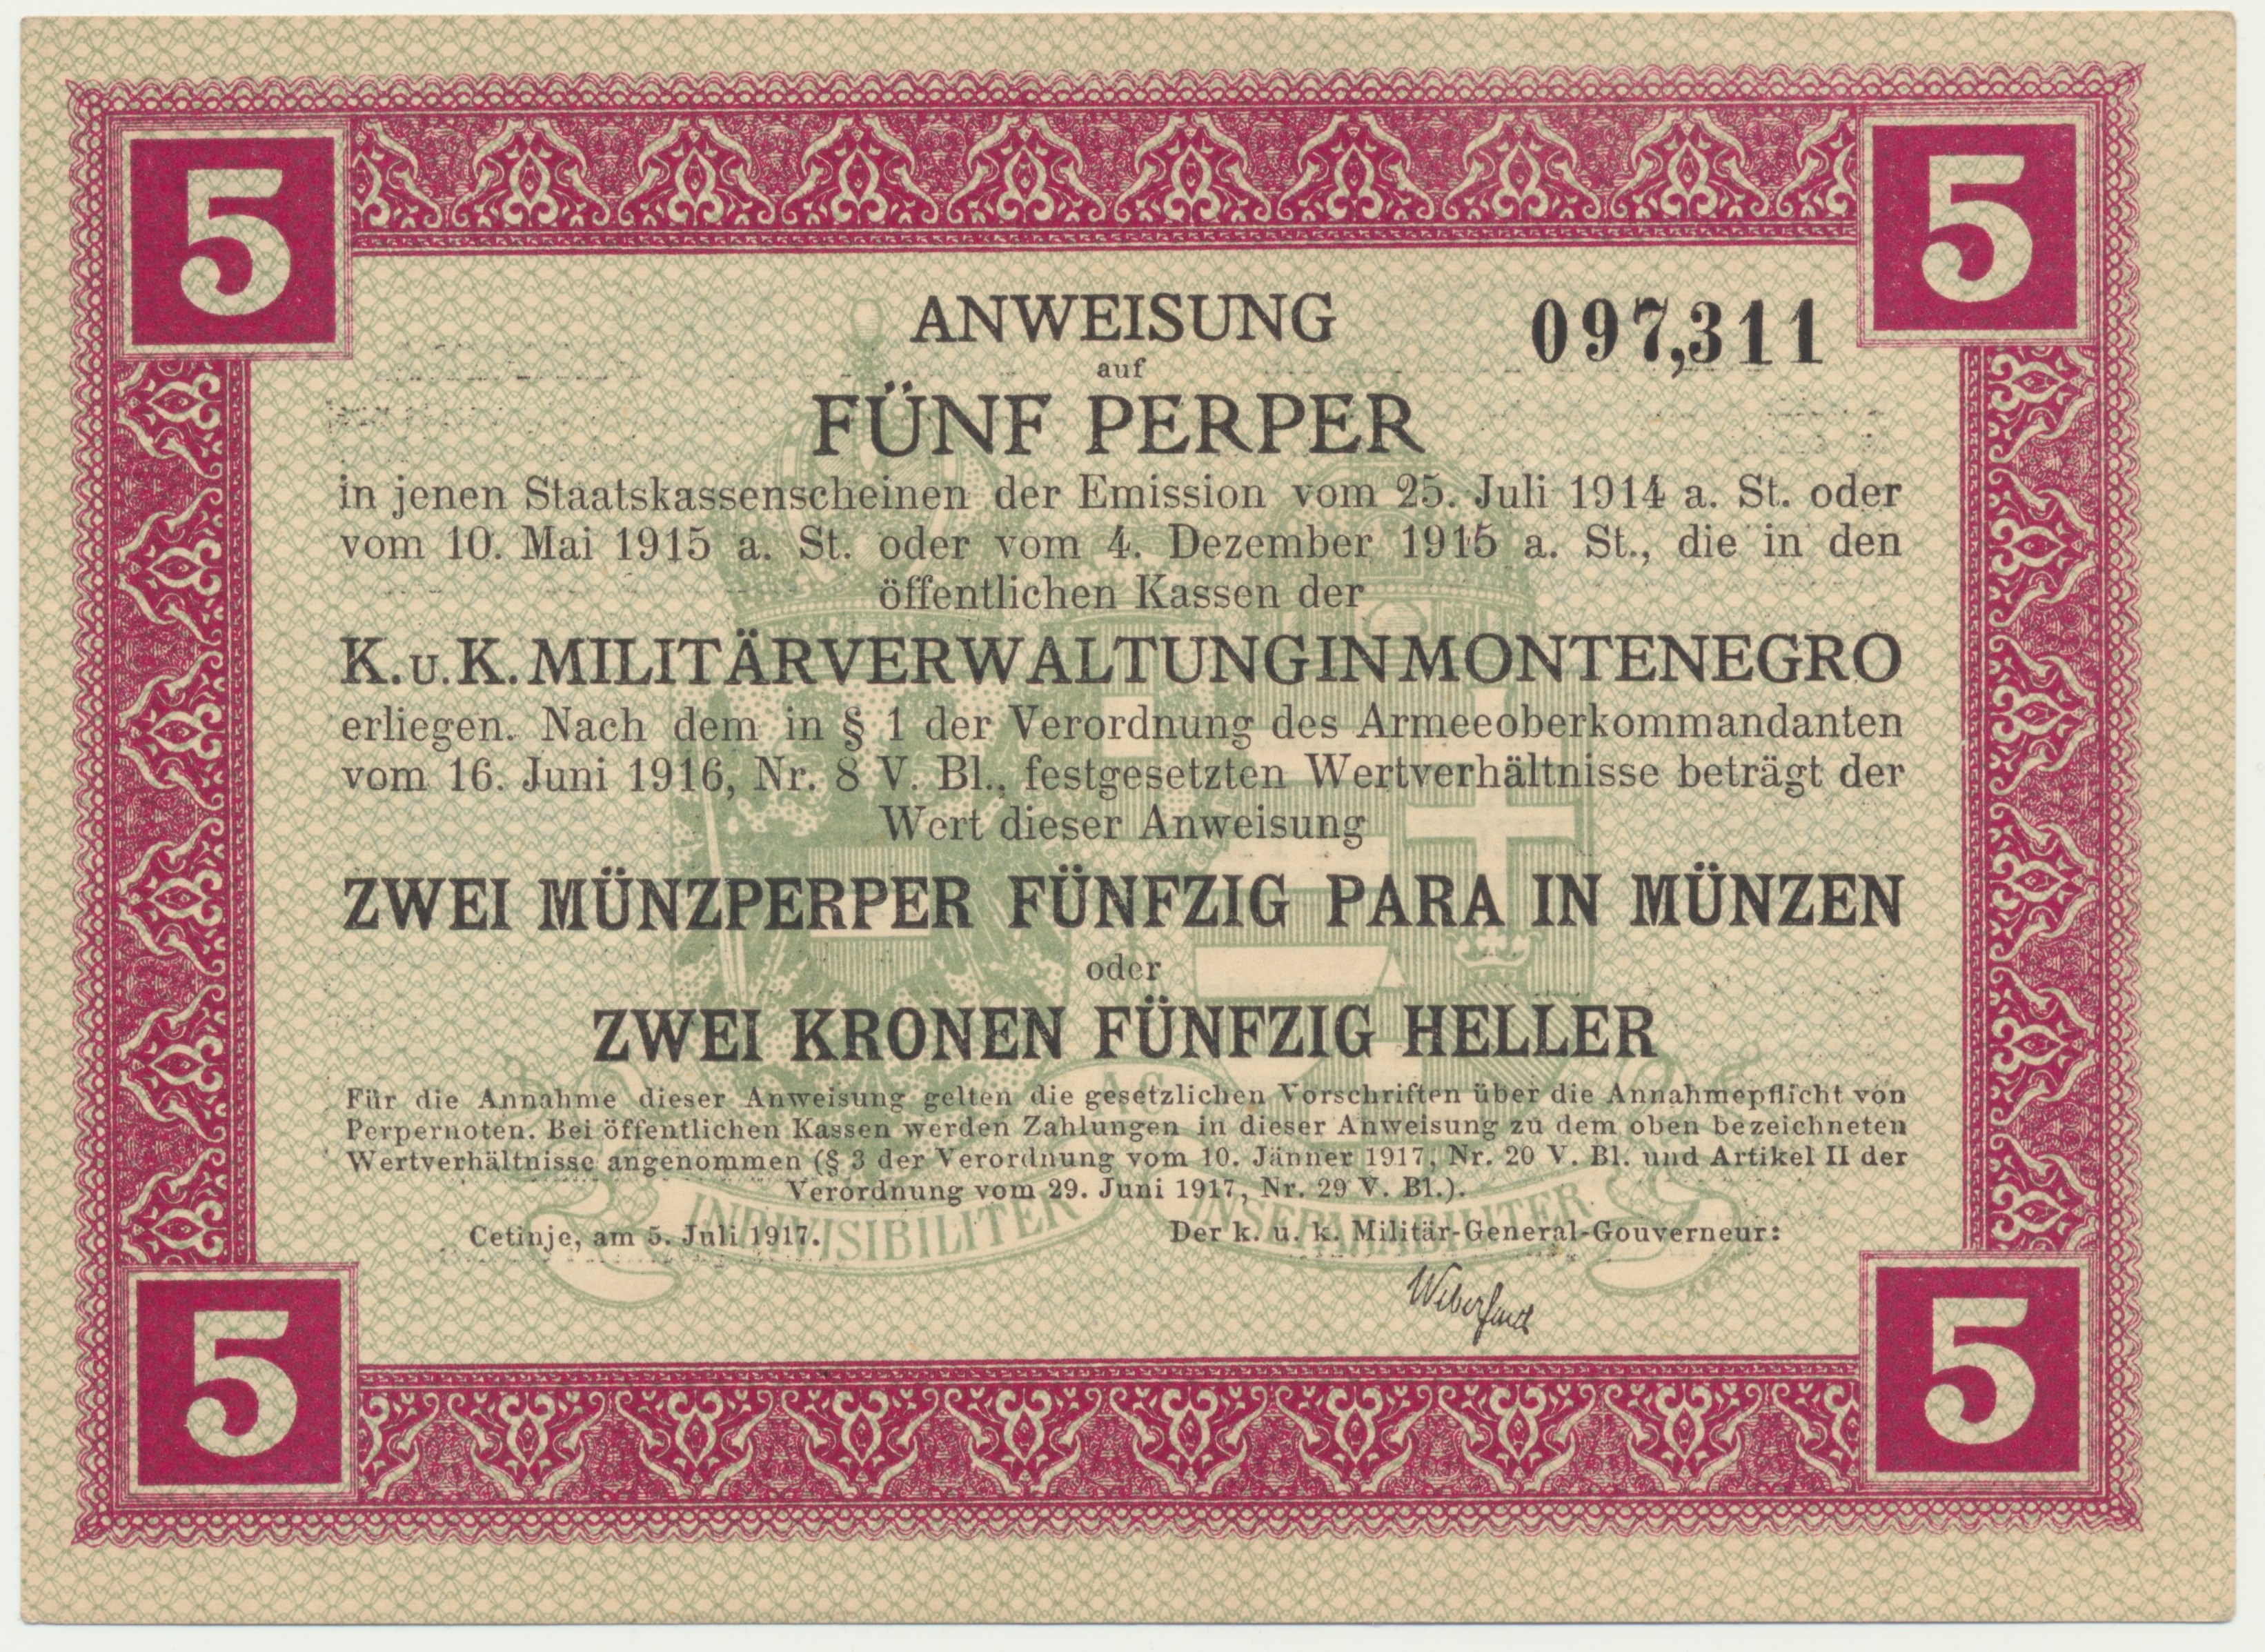 5
5
ANWEISUNG
097,311
auf
FÜNF PERPER
in jenen Staatskassenscheinen der Emission vom 25. Juli 1914 a. St. oder
vom 10. Mai 1915 a. St. oder vom 4. Dezember 1915 a. St., die in den
öffentlichen Kassen der
K. u. K. MILITÄRVERWALTUNG IN MONTENEGRO
erliegen. Nach dem in § 1 der Verordnung des Armeeoberkommandanten
vom 16. Juni 1916, Nr. 8 V. Bl., festgesetzten Wertverhältnisse beträgt der
Wert dieser Anweisung
ZWEI MÜNZPERPER FÜNFZIG PARA IN MÜNZEN
oder
ZWEI KRONEN FÜNFZIG HELLER
Für die Annahme dieser Anweisung gelten die gesetzlichen Vorschriften über die Annahmepflicht von
Perpernoten. Bei öffentlichen Kassen werden Zahlungen in dieser Anweisung zu dem oben bezeichneten
Wertverhältnisse angenommen (§ 3 der Verordnung vom 10. Jänner 1917, Nr. 20 V. Bl. und Artikel II der
Verordnung vom 29. Juni 1917, Nr. 29 V. Bl.).
AC
INDIVISIBILITER
INSEPARABILITER
Cetinje, am 5. Juli 1917.
Der k. u. k. Militär-General-Gouverneur:
5
5